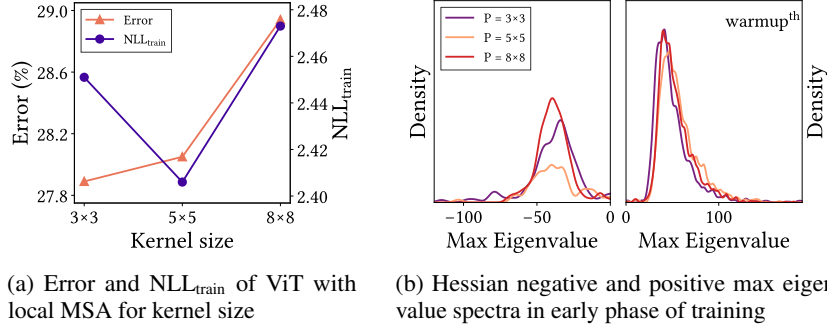 29.0
28.6
28.2
27.8
Error (%)
Error
NLLtrain
2.48
2.46
2.44
2.42
2.40
NLLtrain
3×3
5×5
8×8
Kernel size
P = 3×3
P = 5×5
P = 8×8
Density
−100
−50
0
Max Eigenvalue
warmupth
0
100
Max Eigenvalue
Density
(a) Error and NLLtrain of ViT with
local MSA for kernel size
(b) Hessian negative and positive max eigen
value spectra in early phase of training